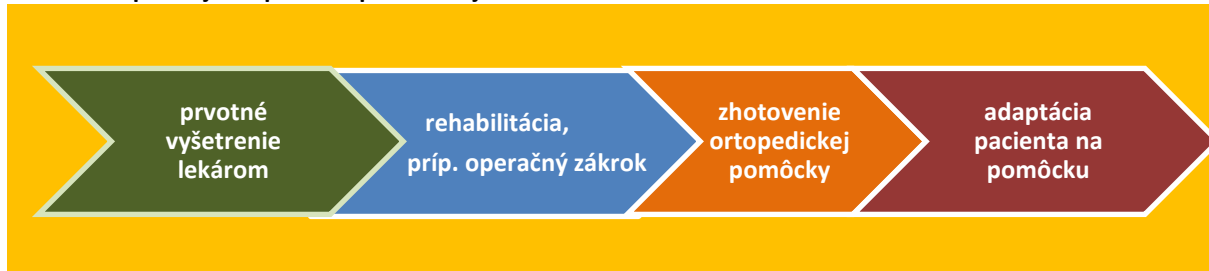 prvotné
vyšetrenie
lekárom
rehabilitácia,
príp. operačný zákrok
zhotovenie
ortopedickej
pomôcky
adaptácia
pacienta na
pomôcku